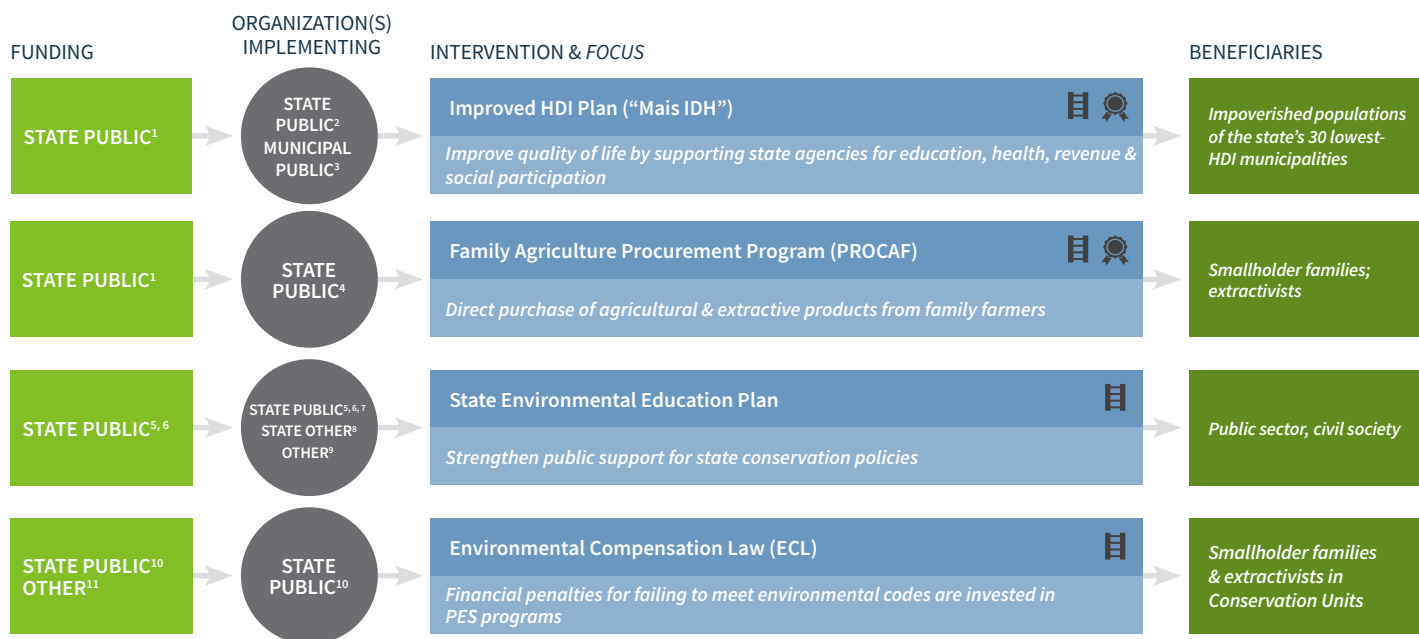 FUNDING
ORGANIZATION(S)
IMPLEMENTING
INTERVENTION & FOCUS
BENEFICIARIES
STATE PUBLIC¹
STATE
PUBLIC²
MUNICIPAL
PUBLIC³
Improved HDI Plan (“Mais IDH”)
Improve quality of life by supporting state agencies for education, health, revenue &
social participation
Impoverished populations
of the state’s 30 lowest-
HDI municipalities
STATE PUBLIC¹
STATE
PUBLIC⁴
Family Agriculture Procurement Program (PROCAF)
Direct purchase of agricultural & extractive products from family farmers
Smallholder families;
extractivists
STATE PUBLIC⁵, ⁶
STATE PUBLIC⁵, ⁶, ⁷
STATE OTHER⁸
OTHER⁹
State Environmental Education Plan
Strengthen public support for state conservation policies
Public sector, civil society
STATE PUBLIC¹⁰
OTHER¹¹
STATE
PUBLIC¹⁰
Environmental Compensation Law (ECL)
Financial penalties for failing to meet environmental codes are invested in
PES programs
Smallholder families
& extractivists in
Conservation Units